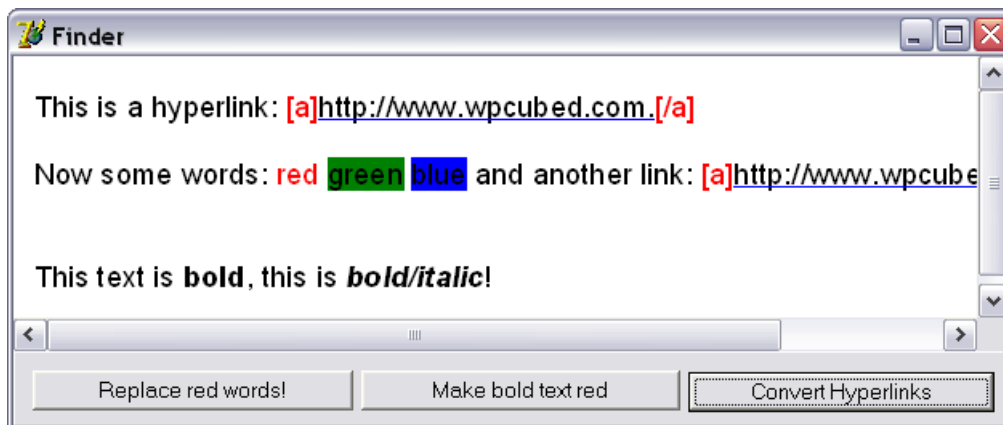 Finder
This is a hyperlink: [a]http://www.wpcubed.com.[/a]
Now some words: red green blue and another link: [a]http://www.wpcube
This text is bold, this is bold/italic!
Replace red words! Make bold text red Convert Hyperlinks